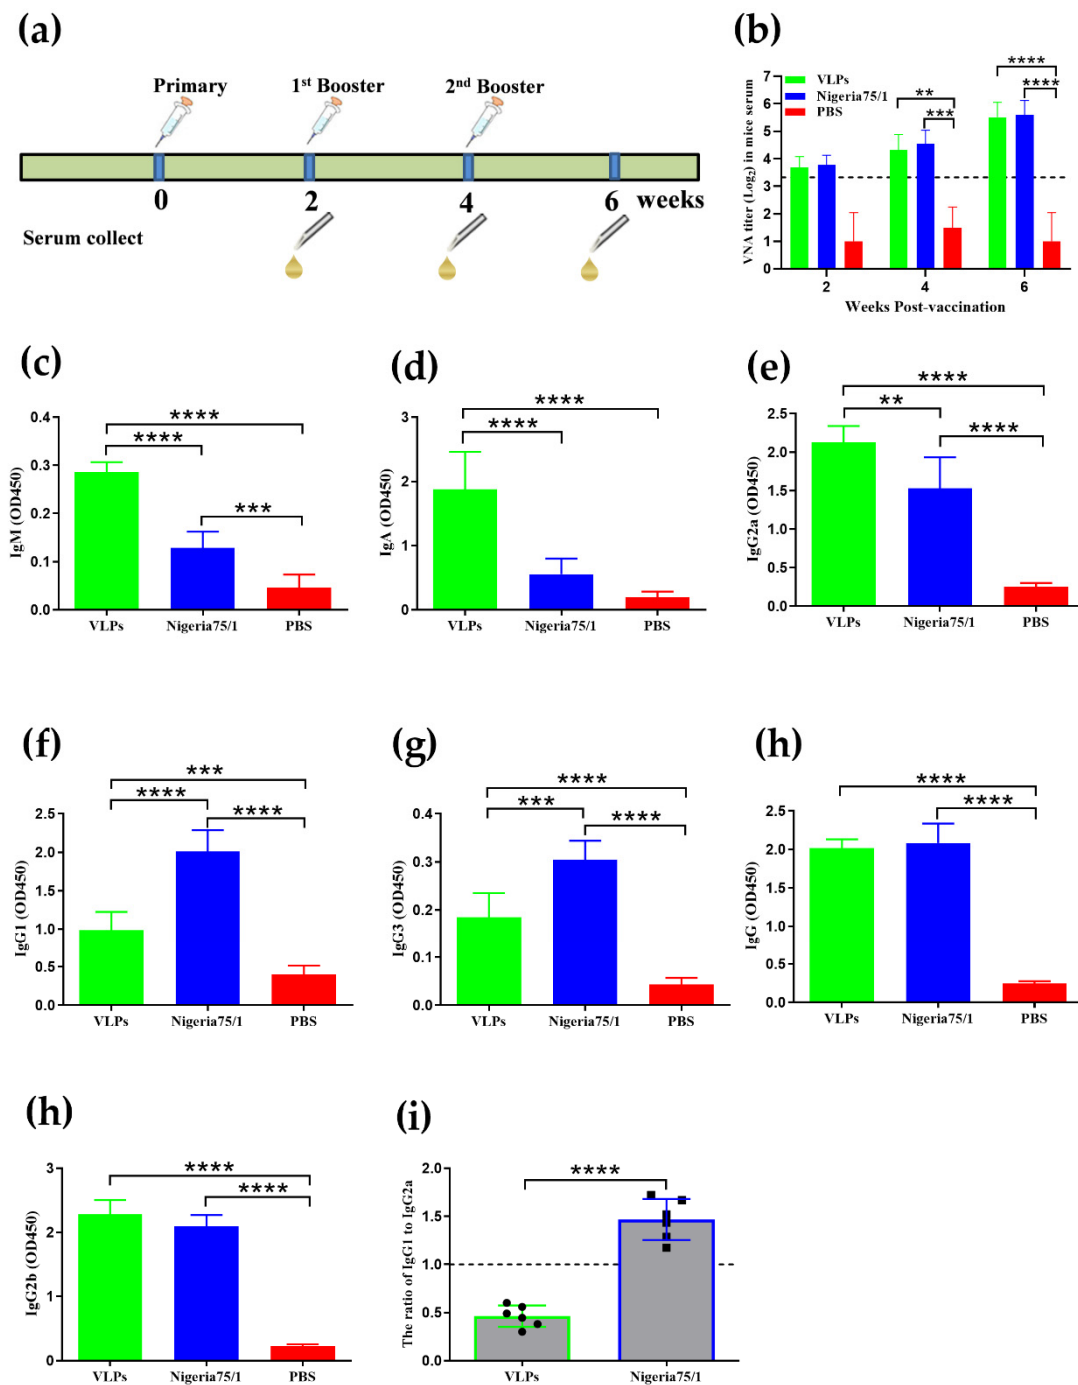 (a)
Primary
1st Booster
2nd Booster
0
2
4
6
weeks
Serum collect
(b)
VNA titer (Log2) in mice serum
7
6
5
4
3
2
1
0
VLPs
Nigeria75/1
PBS
**
***
****
****
2
4
6
Weeks Post-vaccination
(c)
IgM (OD450)
0.4
0.3
0.2
0.1
0.0
****
****
***
VLPs
Nigeria75/1
PBS
(d)
IgA (OD450)
3
2
1
0
****
****
VLPs
Nigeria75/1
PBS
(e)
IgG2a (OD450)
2.5
2.0
1.5
1.0
0.5
0.0
****
**
****
VLPs
Nigeria75/1
PBS
(f)
IgG1 (OD450)
2.5
2.0
1.5
1.0
0.5
0.0
***
****
****
VLPs
Nigeria75/1
PBS
(g)
IgG3 (OD450)
0.4
0.3
0.2
0.1
0.0
****
***
****
VLPs
Nigeria75/1
PBS
(h)
IgG (OD450)
2.5
2.0
1.5
1.0
0.5
0.0
****
****
VLPs
Nigeria75/1
PBS
(h)
IgG2b (OD450)
3
2
1
0
****
****
VLPs
Nigeria75/1
PBS
(i)
The ratio of IgG1 to IgG2a
2.0
1.5
1.0
0.5
0.0
****
VLPs
Nigeria75/1